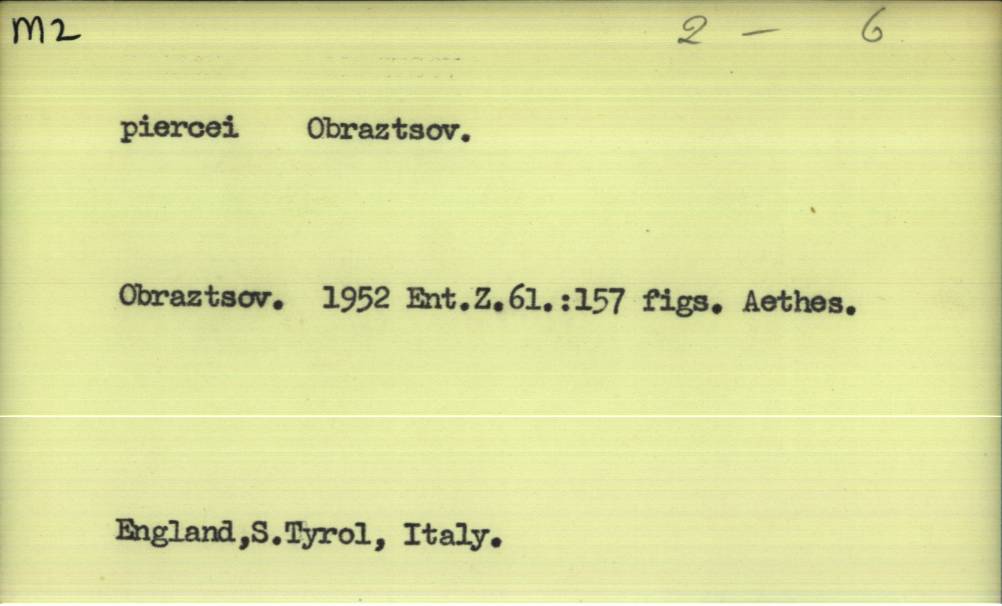 M2 2 - 6
piercei Obraztsov.
Obraztsov. 1952 Ent.Z.61.:157 figs. Aethes.
England,S.Tyrol, Italy.